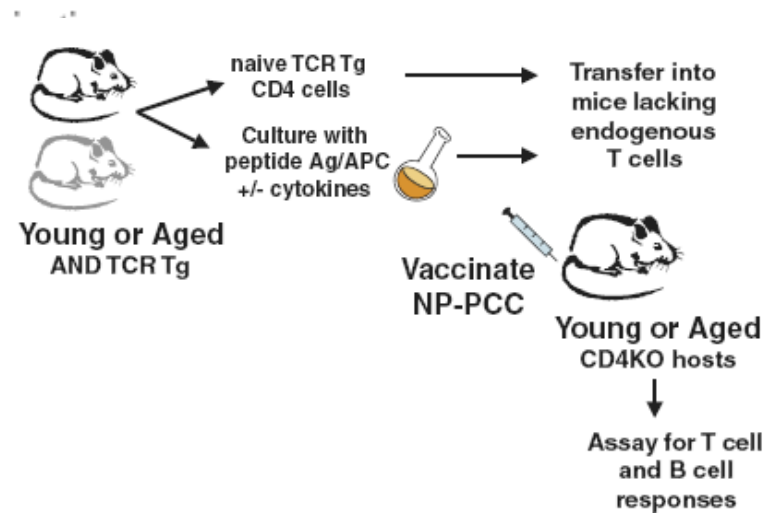 naive TCR Tg
CD4 cells
Transfer into
mice lacking
endogenous
T cells
Culture with
peptide Ag/APC
+/- cytokines
Young or Aged
AND TCR Tg
Vaccinate
NP-PCC
Young or Aged
CD4KO hosts
Assay for T cell
and B cell
responses